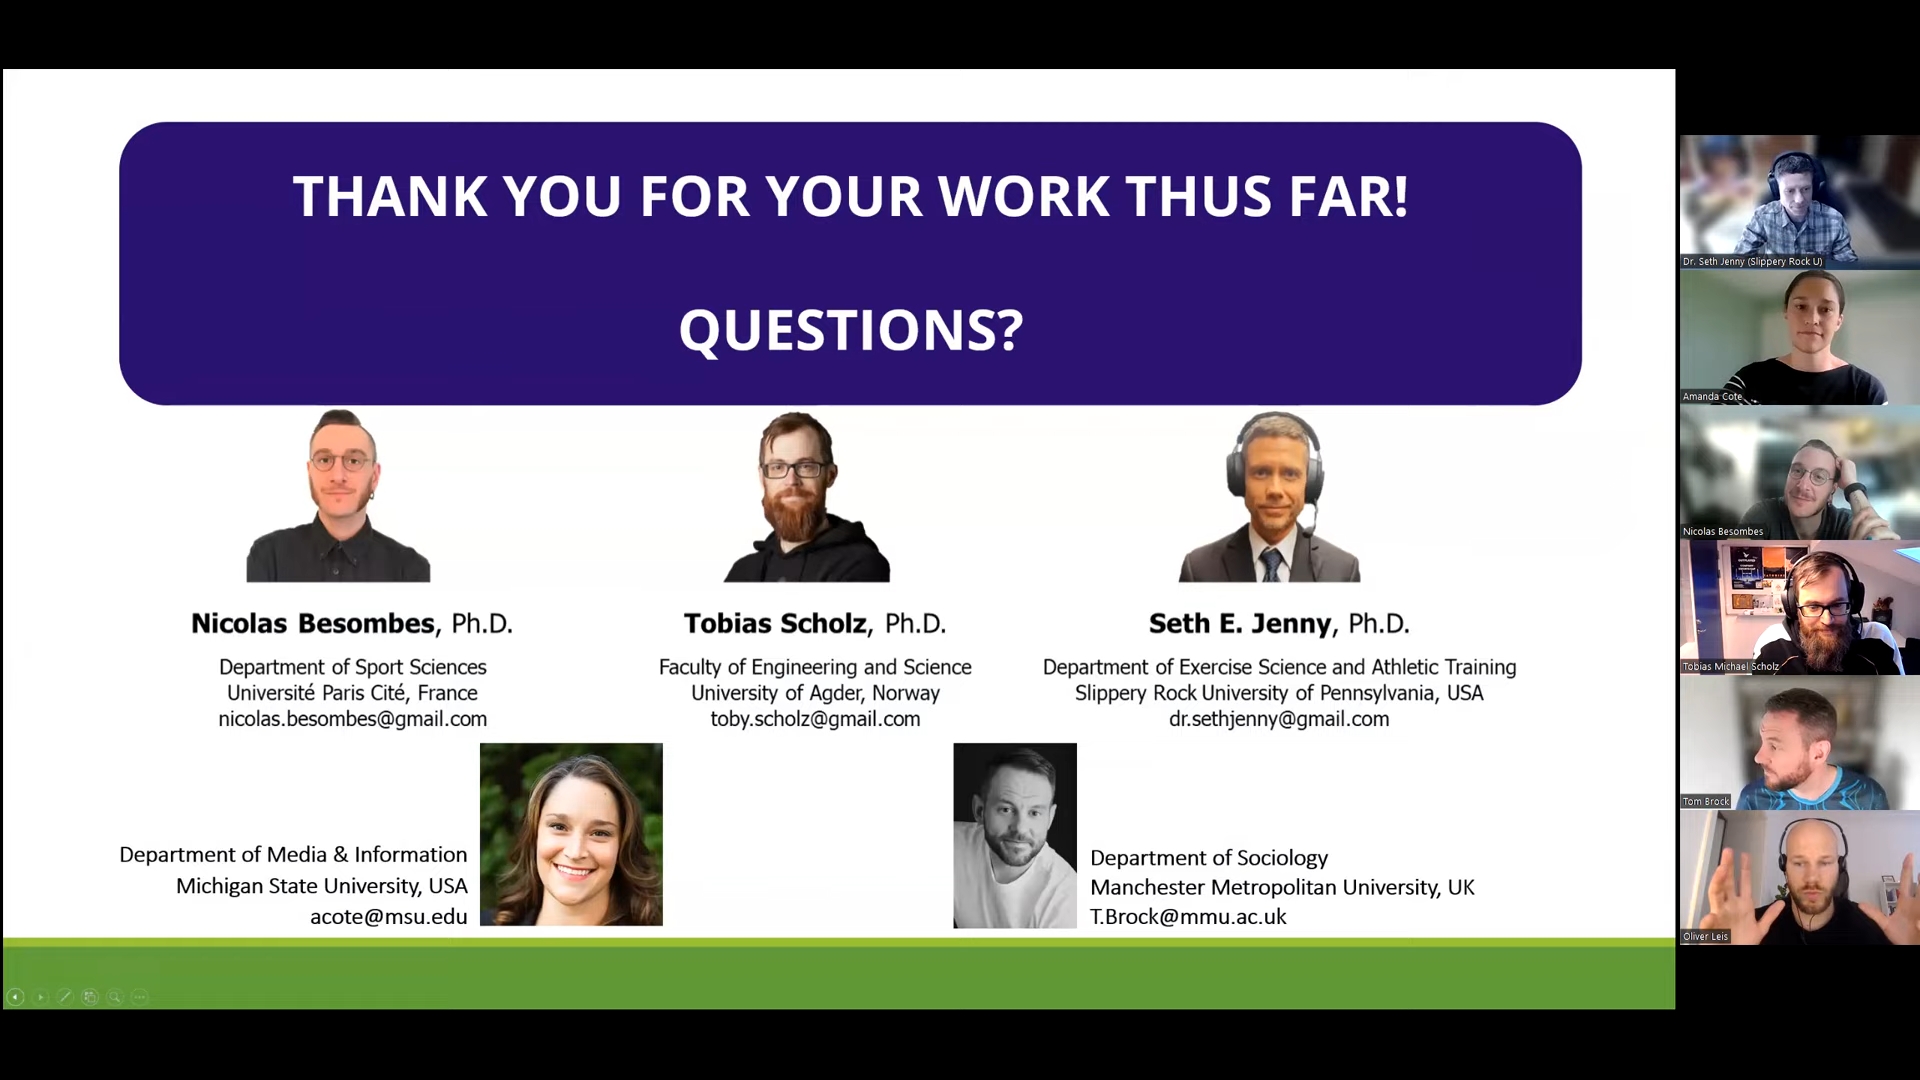 THANK YOU FOR YOUR WORK THUS FAR!
QUESTIONS?
Nicolas Besombes, Ph.D.
Department of Sport Sciences
Université Paris Cité, France
nicolas.besombes@gmail.com
Tobias Scholz, Ph.D.
Faculty of Engineering and Science
University of Agder, Norway
toby.scholz@gmail.com
Seth E. Jenny, Ph.D.
Department of Exercise Science and Athletic Training
Slippery Rock University of Pennsylvania, USA
dr.sethjenny@gmail.com
Department of Media & Information
Michigan State University, USA
acote@msu.edu
Department of Sociology
Manchester Metropolitan University, UK
T.Brock@mmu.ac.uk
Dr. Seth Jenny (Slippery Rock U)
Amanda Cote
Nicolas Besombes
Tobias Michael Scholz
Tom Brock
Oliver Leis